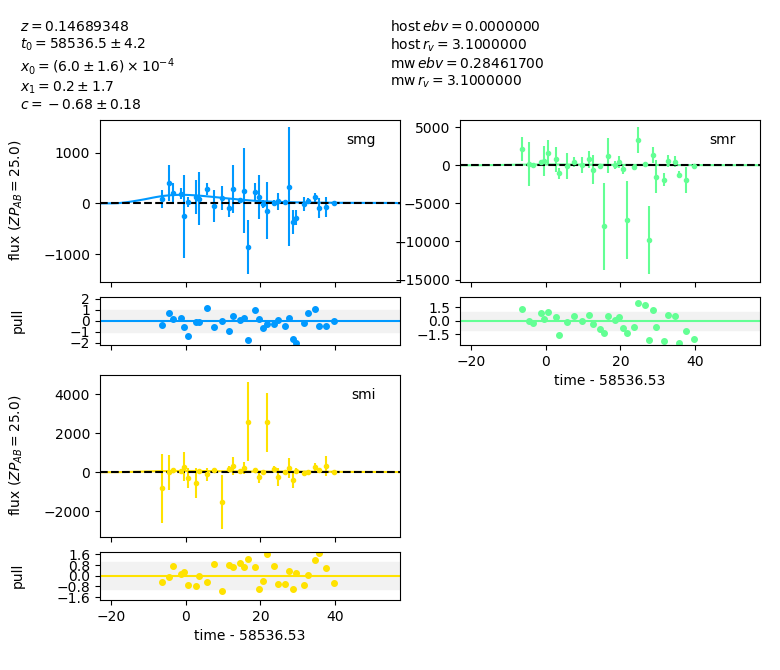 z = 0.14689348
t₀ = 58536.5 ± 4.2
x₀ = (6.0 ± 1.6) × 10⁻⁴
x₁ = 0.2 ± 1.7
c = −0.68 ± 0.18
host ebv = 0.0000000
host r_v = 3.1000000
mw ebv = 0.28461700
mw r_v = 3.1000000
smg
1000
0
−1000
flux (ZP_AB = 25.0)
smr
5000
0
−5000
−10000
−15000
2
1
0
−1
−2
pull
1.5
0.0
−1.5
−20 0 20 40
time - 58536.53
smi
4000
2000
0
−2000
flux (ZP_AB = 25.0)
1.6
0.8
0.0
−0.8
−1.6
pull
−20 0 20 40
time - 58536.53